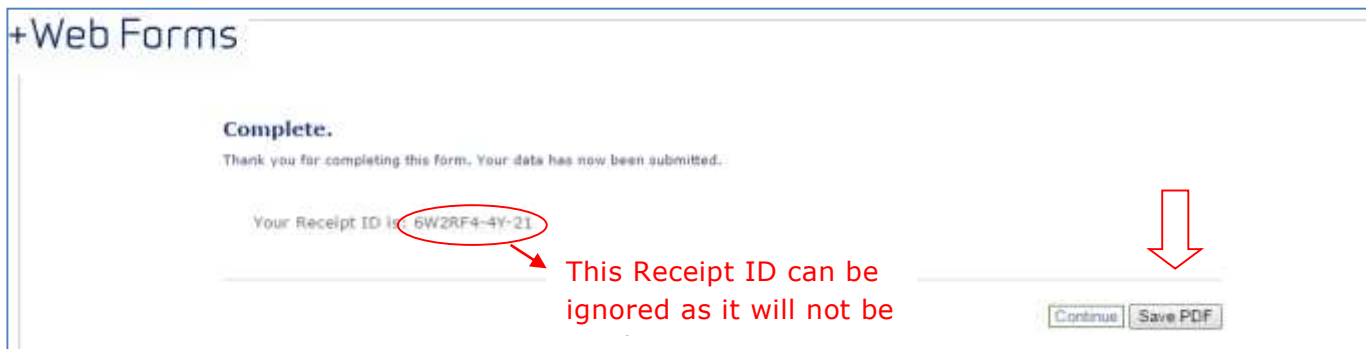 +Web Forms
Complete.
Thank you for completing this form. Your data has now been submitted.
Your Receipt ID is: 6W2RF4-4Y-21
This Receipt ID can be
ignored as it will not be
Continue Save PDF